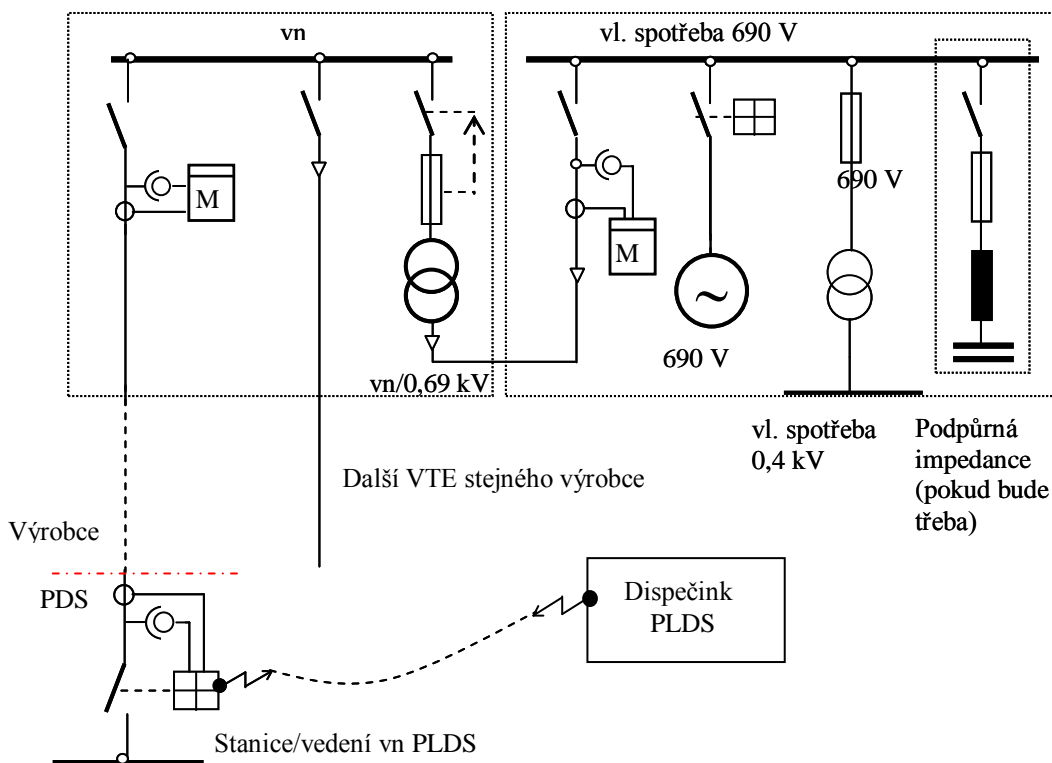 vn
vl. spotřeba 690 V
M
690 V
M
690 V
vn/0,69 kV
vl. spotřeba
0,4 kV
Podpůrná
impedance
(pokud bude
třeba)
Další VTE stejného výrobce
Výrobce
PDS
Dispečink
PLDS
Stanice/vedení vn PLDS